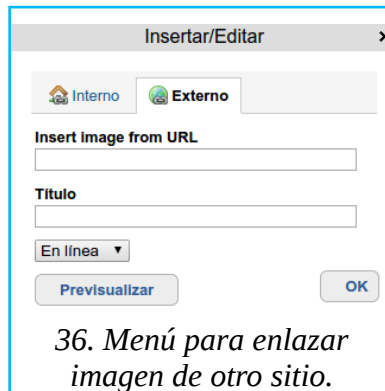 Insertar/Editar
Interno Externo
Insert image from URL
Título
En línea
Previsualizar OK
36. Menú para enlazar
imagen de otro sitio.